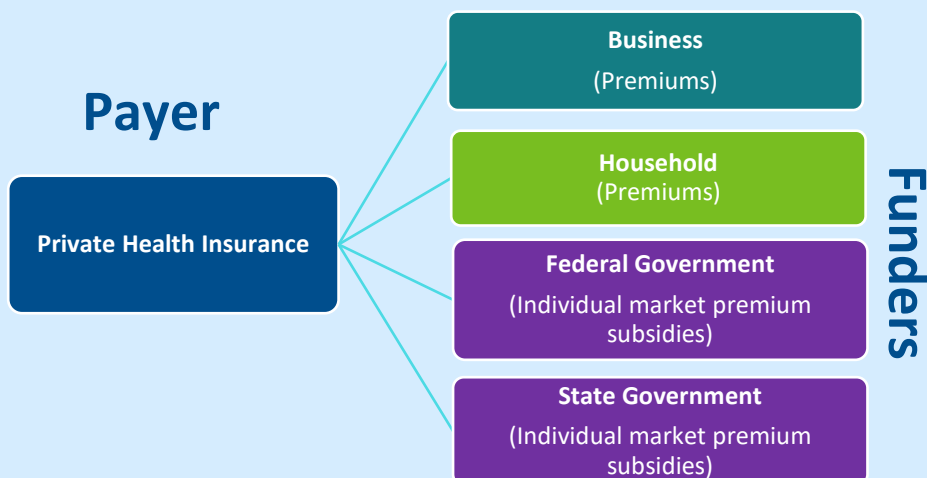 Payer
Private Health Insurance
Business
(Premiums)
Household
(Premiums)
Federal Government
(Individual market premium
subsidies)
State Government
(Individual market premium
subsidies)
Funders